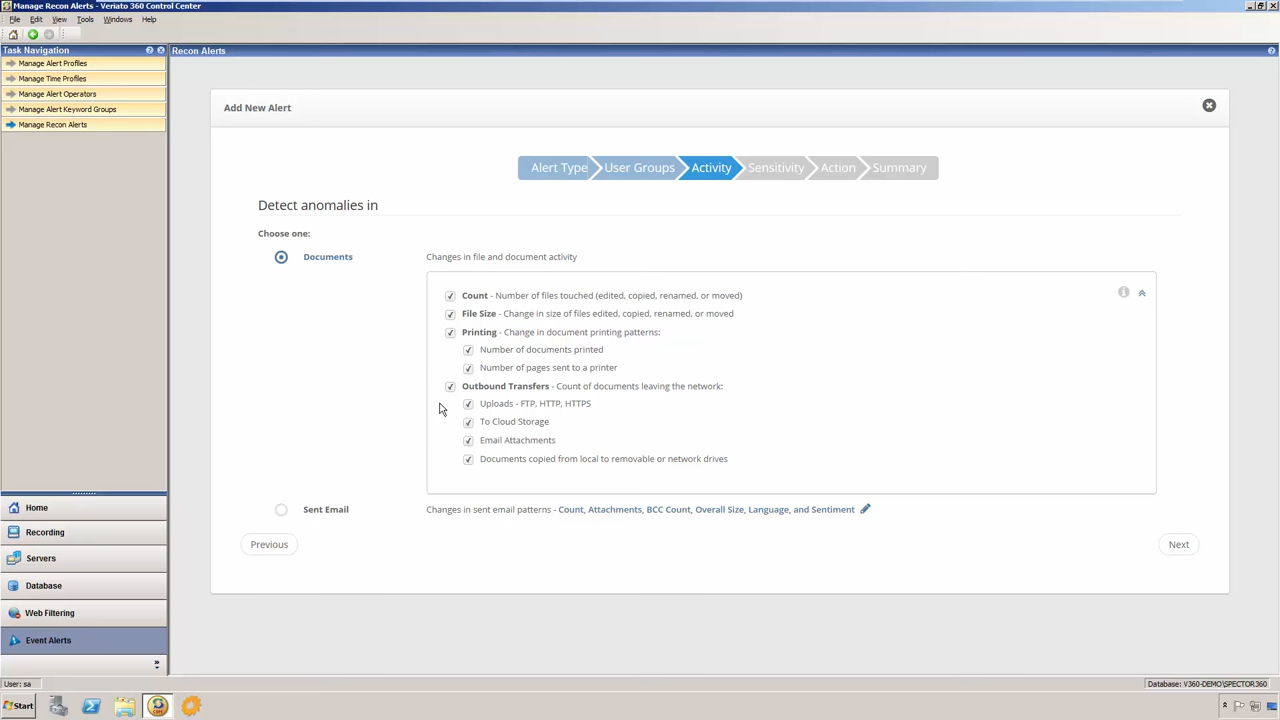 Manage Recon Alerts - Veriato 360 Control Center
File Edit View Tools Windows Help
Task Navigation
Recon Alerts
Manage Alert Profiles
Manage Time Profiles
Manage Alert Operators
Manage Alert Keyword Groups
Manage Recon Alerts
Add New Alert
Alert Type User Groups Activity Sensitivity Action Summary
Detect anomalies in
Choose one:
Documents Changes in file and document activity
Count - Number of files touched (edited, copied, renamed, or moved)
File Size - Change in size of files edited, copied, renamed, or moved
Printing - Change in document printing patterns:
Number of documents printed
Number of pages sent to a printer
Outbound Transfers - Count of documents leaving the network:
Uploads - FTP, HTTP, HTTPS
To Cloud Storage
Email Attachments
Documents copied from local to removable or network drives
Sent Email Changes in sent email patterns - Count, Attachments, BCC Count, Overall Size, Language, and Sentiment
Previous Next
Home
Recording
Servers
Database
Web Filtering
Event Alerts
User: sa Database: V360-DEMO\SPECTOR360
Start